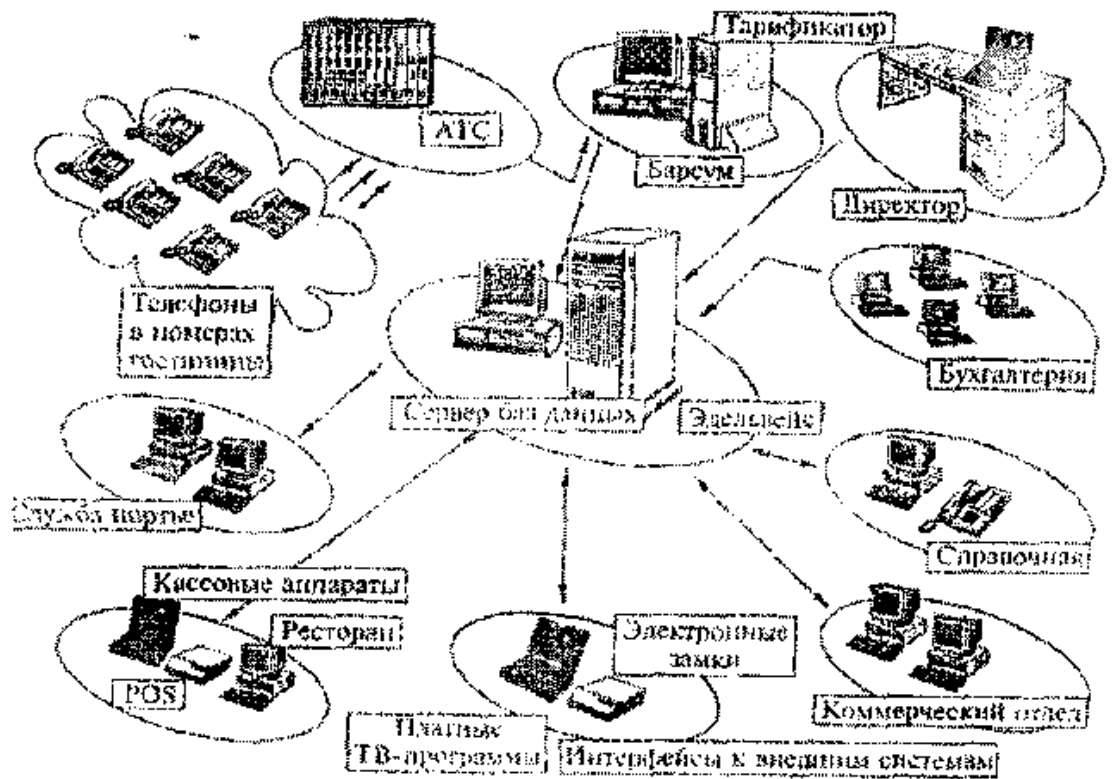 Тарификатор
АТС
Барсум
Директор
Телефоны
в номерах
гостиницы
Бухгалтерия
Сервер баз данных
Эдельвейс
Служба портье
Справочная
Кассовые аппараты
Ресторан
POS
Электронные
замки
Коммерческий отдел
Платные
ТВ-программы
Интерфейсы к внешним системам